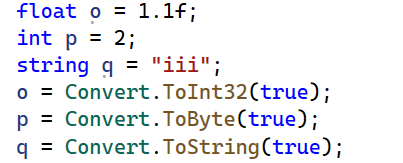 float o = 1.1f;
int p = 2;
string q = "iii";
o = Convert.ToInt32(true);
p = Convert.ToByte(true);
q = Convert.ToString(true);